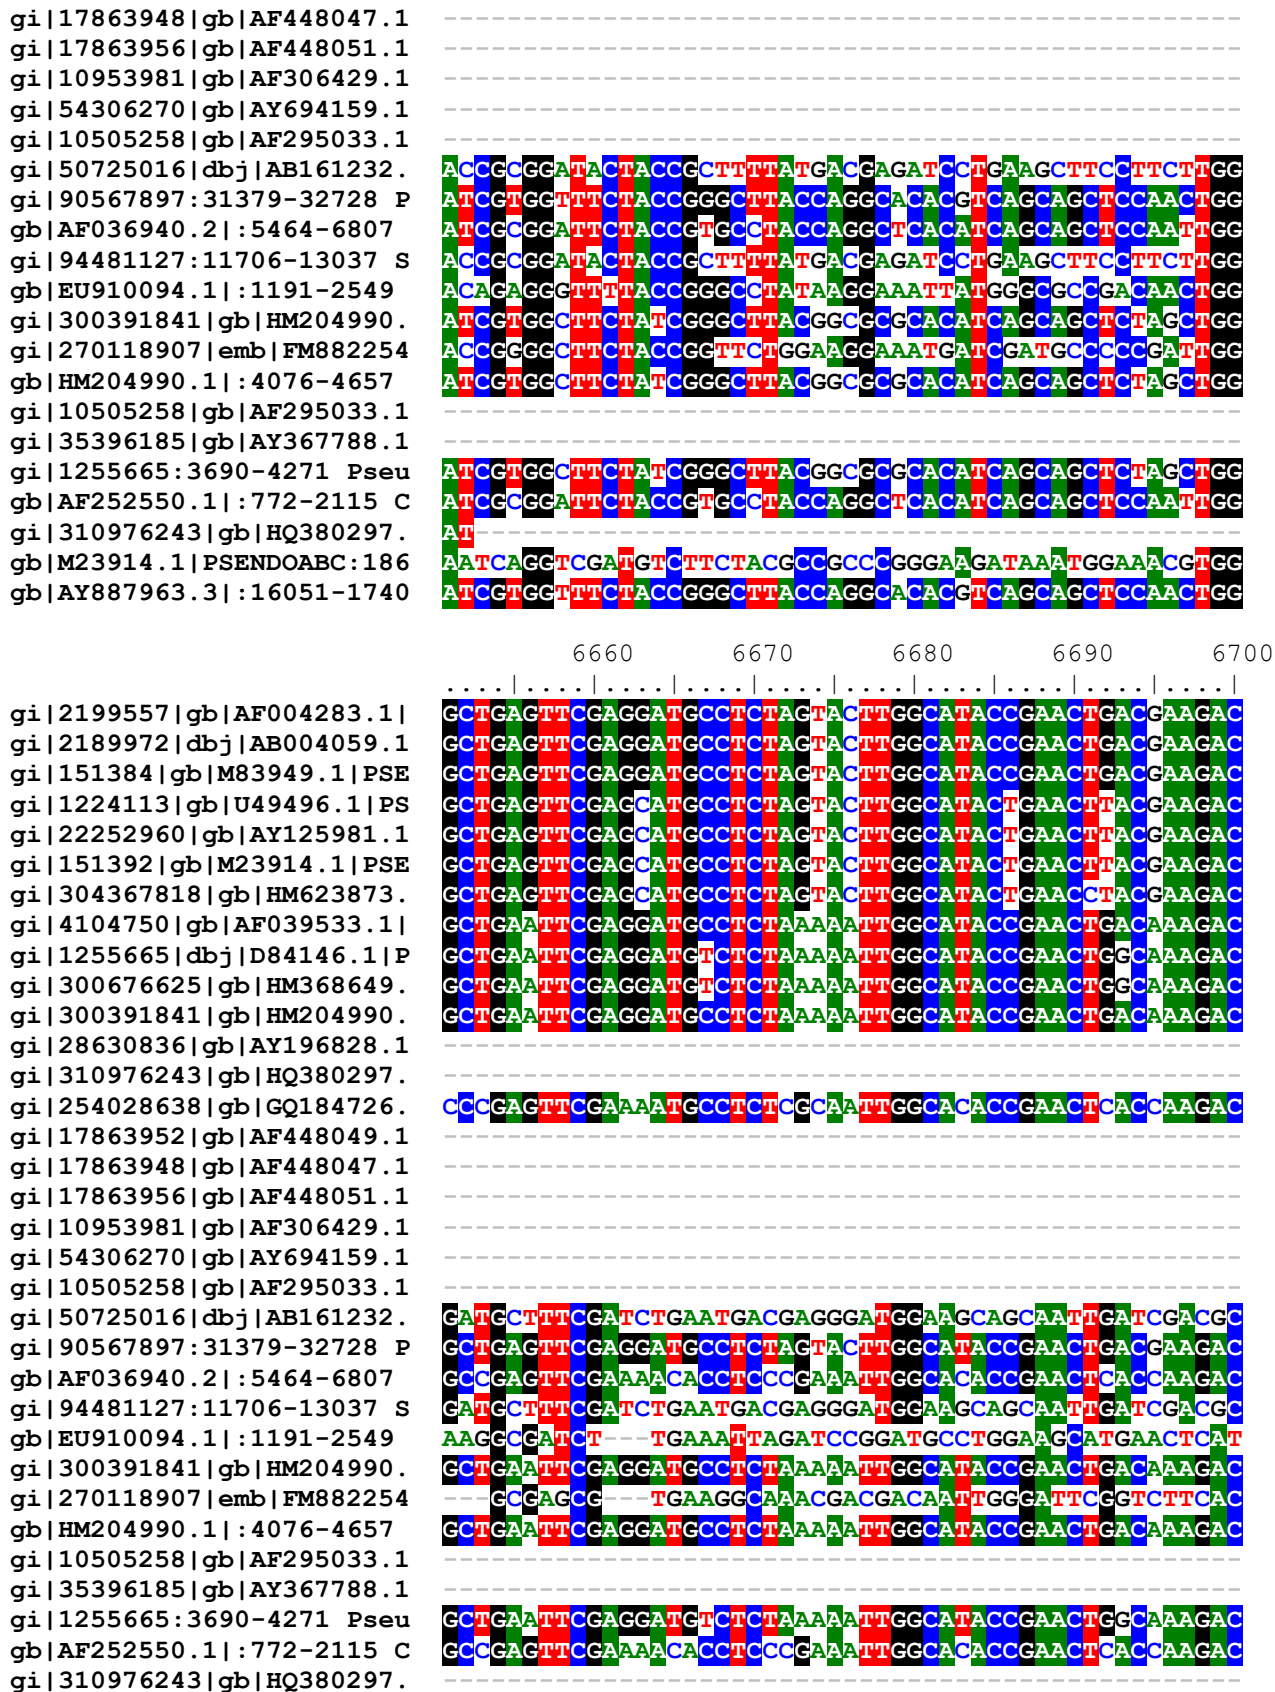 gi|17863948|gb|AF448047.1 --------------------------------------------------
gi|17863956|gb|AF448051.1 --------------------------------------------------
gi|10953981|gb|AF306429.1 --------------------------------------------------
gi|54306270|gb|AY694159.1 --------------------------------------------------
gi|10505258|gb|AF295033.1 --------------------------------------------------
gi|50725016|dbj|AB161232. ACCGCGGATACTACCGCTTTTATGACGAGATCCTGAAGCTTCCTTCTTGG
gi|90567897:31379-32728 P ATCGTGGTTTCTACCGGGCTTACCAGGCACACGTCAGCAGCTCCAACTGG
gb|AF036940.2|:5464-6807 ATCGCGGATTCTACCGTGCCTACCAGGCTCACATCAGCAGCTCCAATTGG
gi|94481127:11706-13037 S ACCGCGGATACTACCGCTTTTATGACGAGATCCTGAAGCTTCCTTCTTGG
gb|EU910094.1|:1191-2549 ACAGAGGGTTTTACCGGGCCTATAAGGAAATTATGGGCGCCGACAACTGG
gi|300391841|gb|HM204990. ATCGTGGCTTCTATCGGGCTTACGGCGCGCACATCAGCAGCTCTAGCTGG
gi|270118907|emb|FM882254 ACCGGGGCTTCTACCGGTTCTGGAAGGAAATGATCGATGCCCCCGATTGG
gb|HM204990.1|:4076-4657 ATCGTGGCTTCTATCGGGCTTACGGCGCGCACATCAGCAGCTCTAGCTGG
gi|10505258|gb|AF295033.1 --------------------------------------------------
gi|35396185|gb|AY367788.1 --------------------------------------------------
gi|1255665:3690-4271 Pseu ATCGTGGCTTCTATCGGGCTTACGGCGCGCACATCAGCAGCTCTAGCTGG
gb|AF252550.1|:772-2115 C ATCGCGGATTCTACCGTGCCTACCAGGCTCACATCAGCAGCTCCAATTGG
gi|310976243|gb|HQ380297. AT------------------------------------------------
gb|M23914.1|PSENDOABC:186 AATCAGGTCGATGTCTTCTACGCCGCCCGGGAAGATAAATGGAAACGTGG
gb|AY887963.3|:16051-1740 ATCGTGGTTTCTACCGGGCTTACCAGGCACACGTCAGCAGCTCCAACTGG
6660 6670 6680 6690 6700
....|....|....|....|....|....|....|....|....|....|
gi|2199557|gb|AF004283.1| GCTGAGTTCGAGGATGCCTCTAGTACTTGGCATACCGAACTGACGAAGAC
gi|2189972|dbj|AB004059.1 GCTGAGTTCGAGGATGCCTCTAGTACTTGGCATACCGAACTGACGAAGAC
gi|151384|gb|M83949.1|PSE GCTGAGTTCGAGGATGCCTCTAGTACTTGGCATACCGAACTGACGAAGAC
gi|1224113|gb|U49496.1|PS GCTGAGTTCGAGCATGCCTCTAGTACTTGGCATACTGAACTTACGAAGAC
gi|22252960|gb|AY125981.1 GCTGAGTTCGAGCATGCCTCTAGTACTTGGCATACTGAACTTACGAAGAC
gi|151392|gb|M23914.1|PSE GCTGAGTTCGAGCATGCCTCTAGTACTTGGCATACTGAACTTACGAAGAC
gi|304367818|gb|HM623873. GCTGAGTTCGAGCATGCCTCTAGTACTTGGCATACTGAACCTACGAAGAC
gi|4104750|gb|AF039533.1| GCTGAATTCGAGGATGCCTCTAAAAATTGGCATACCGAACTGACAAAGAC
gi|1255665|dbj|D84146.1|P GCTGAATTCGAGGATGTCTCTAAAAATTGGCATACCGAACTGGCAAAGAC
gi|300676625|gb|HM368649. GCTGAATTCGAGGATGTCTCTAAAAATTGGCATACCGAACTGGCAAAGAC
gi|300391841|gb|HM204990. GCTGAATTCGAGGATGCCTCTAAAAATTGGCATACCGAACTGACAAAGAC
gi|28630836|gb|AY196828.1 --------------------------------------------------
gi|310976243|gb|HQ380297. --------------------------------------------------
gi|254028638|gb|GQ184726. CCCGAGTTCGAAAATGCCTCTCGCAATTGGCACACCGAACTCACCAAGAC
gi|17863952|gb|AF448049.1 --------------------------------------------------
gi|17863948|gb|AF448047.1 --------------------------------------------------
gi|17863956|gb|AF448051.1 --------------------------------------------------
gi|10953981|gb|AF306429.1 --------------------------------------------------
gi|54306270|gb|AY694159.1 --------------------------------------------------
gi|10505258|gb|AF295033.1 --------------------------------------------------
gi|50725016|dbj|AB161232. GATGCTTTCGATCTGAATGACGAGGGATGGAAGCAGCAATTGATCGACGC
gi|90567897:31379-32728 P GCTGAGTTCGAGGATGCCTCTAGTACTTGGCATACCGAACTGACGAAGAC
gb|AF036940.2|:5464-6807 GCCGAGTTCGAAAACACCTCCCGAAATTGGCACACCGAACTCACCAAGAC
gi|94481127:11706-13037 S GATGCTTTCGATCTGAATGACGAGGGATGGAAGCAGCAATTGATCGACGC
gb|EU910094.1|:1191-2549 AAGGCGATCT---TGAAATTAGATCCGGATGCCTGGAAGCATGAACTCAT
gi|300391841|gb|HM204990. GCTGAATTCGAGGATGCCTCTAAAAATTGGCATACCGAACTGACAAAGAC
gi|270118907|emb|FM882254 ---GCGAGCG---TGAAGGCAAACGACGACAATTGGGATTCGGTCTTCAC
gb|HM204990.1|:4076-4657 GCTGAATTCGAGGATGCCTCTAAAAATTGGCATACCGAACTGACAAAGAC
gi|10505258|gb|AF295033.1 --------------------------------------------------
gi|35396185|gb|AY367788.1 --------------------------------------------------
gi|1255665:3690-4271 Pseu GCTGAATTCGAGGATGTCTCTAAAAATTGGCATACCGAACTGGCAAAGAC
gb|AF252550.1|:772-2115 C GCCGAGTTCGAAAACACCTCCCGAAATTGGCACACCGAACTCACCAAGAC
gi|310976243|gb|HQ380297. --------------------------------------------------